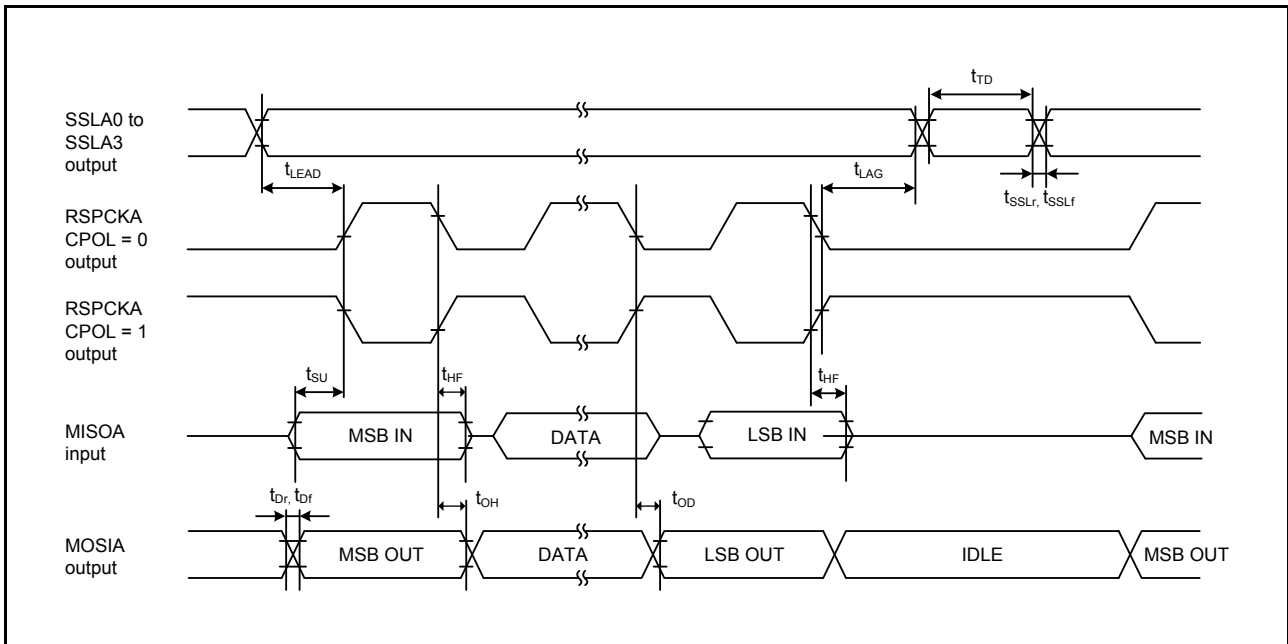 tTD
SSLA0 to
SSLA3
output
tLEAD
tLAG
tSSLr, tSSLf
RSPCKA
CPOL = 0
output
RSPCKA
CPOL = 1
output
tSU
tHF
tHF
MISOA
input
MSB IN
DATA
LSB IN
MSB IN
tDr, tDf
tOH
tOD
MOSIA
output
MSB OUT
DATA
LSB OUT
IDLE
MSB OUT